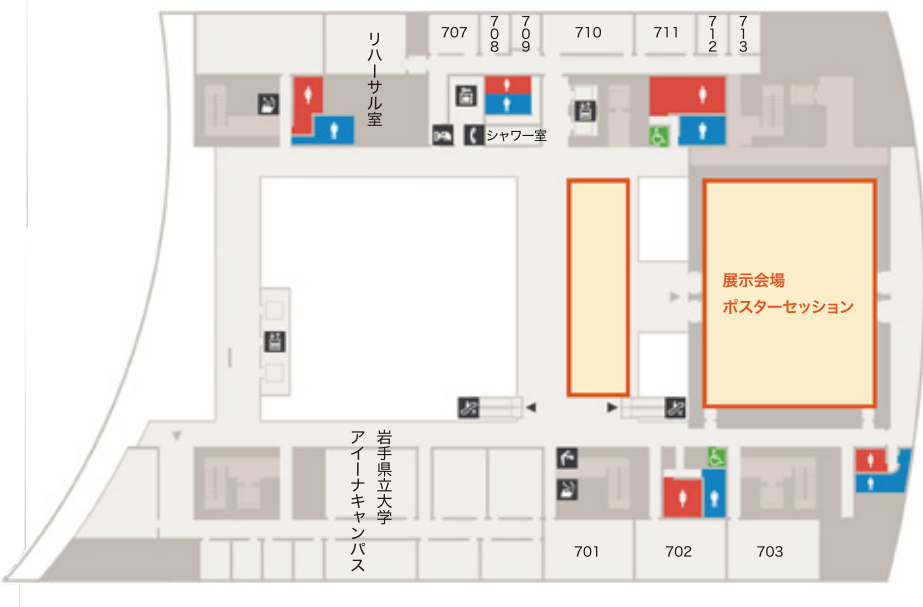 707
708
709
710
711
712
713
リハーサル室
シャワー室
展示会場
ポスターセッション
岩手県立大学
アイーナキャンパス
701
702
703